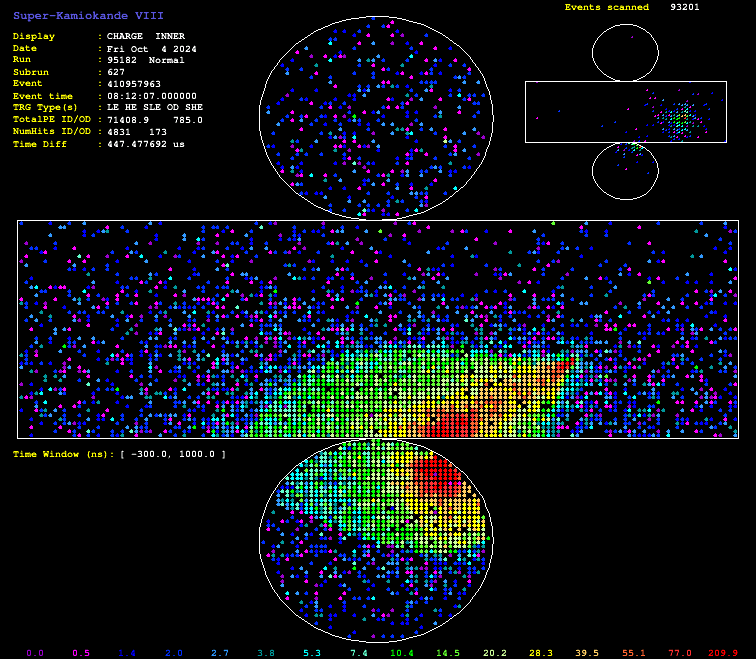 Super-Kamiokande VIII
Events scanned 93201
Display : CHARGE INNER
Date : Fri Oct 4 2024
Run : 95182 Normal
Subrun : 627
Event : 410957963
Event time : 08:12:07.000000
TRG Type(s) : LE HE SLE OD SHE
TotalPE ID/OD : 71408.9 785.0
NumHits ID/OD : 4831 173
Time Diff : 447.477692 us
Time Window (ns): [ -300.0, 1000.0 ]
0.0 0.5 1.4 2.0 2.7 3.8 5.3 7.4 10.4 14.5 20.2 28.3 39.5 55.1 77.0 209.9